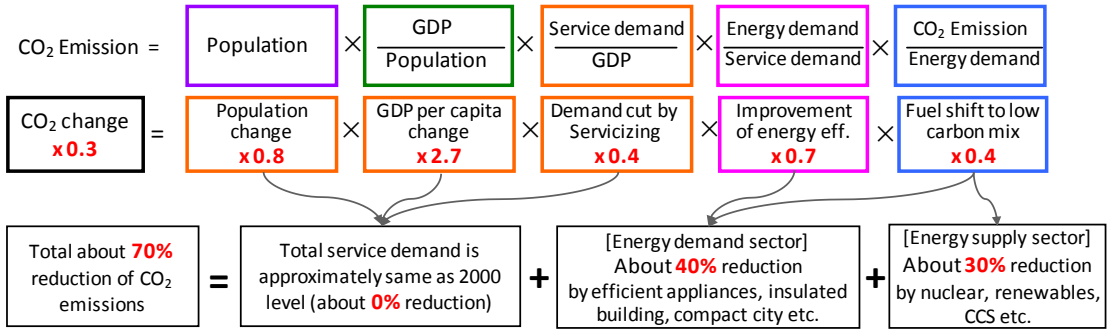 CO₂ Emission = Population × GDP / Population × Service demand / GDP × Energy demand / Service demand × CO₂ Emission / Energy demand
CO₂ change
x 0.3
=
Population
change
x 0.8
×
GDP per capita
change
x 2.7
×
Demand cut by
Servicizing
x 0.4
×
Improvement
of energy eff.
x 0.7
×
Fuel shift to low
carbon mix
x 0.4
Total about 70%
reduction of CO₂
emissions
=
Total service demand is
approximately same as 2000
level (about 0% reduction)
+
[Energy demand sector]
About 40% reduction
by efficient appliances, insulated
building, compact city etc.
+
[Energy supply sector]
About 30% reduction
by nuclear, renewables,
CCS etc.